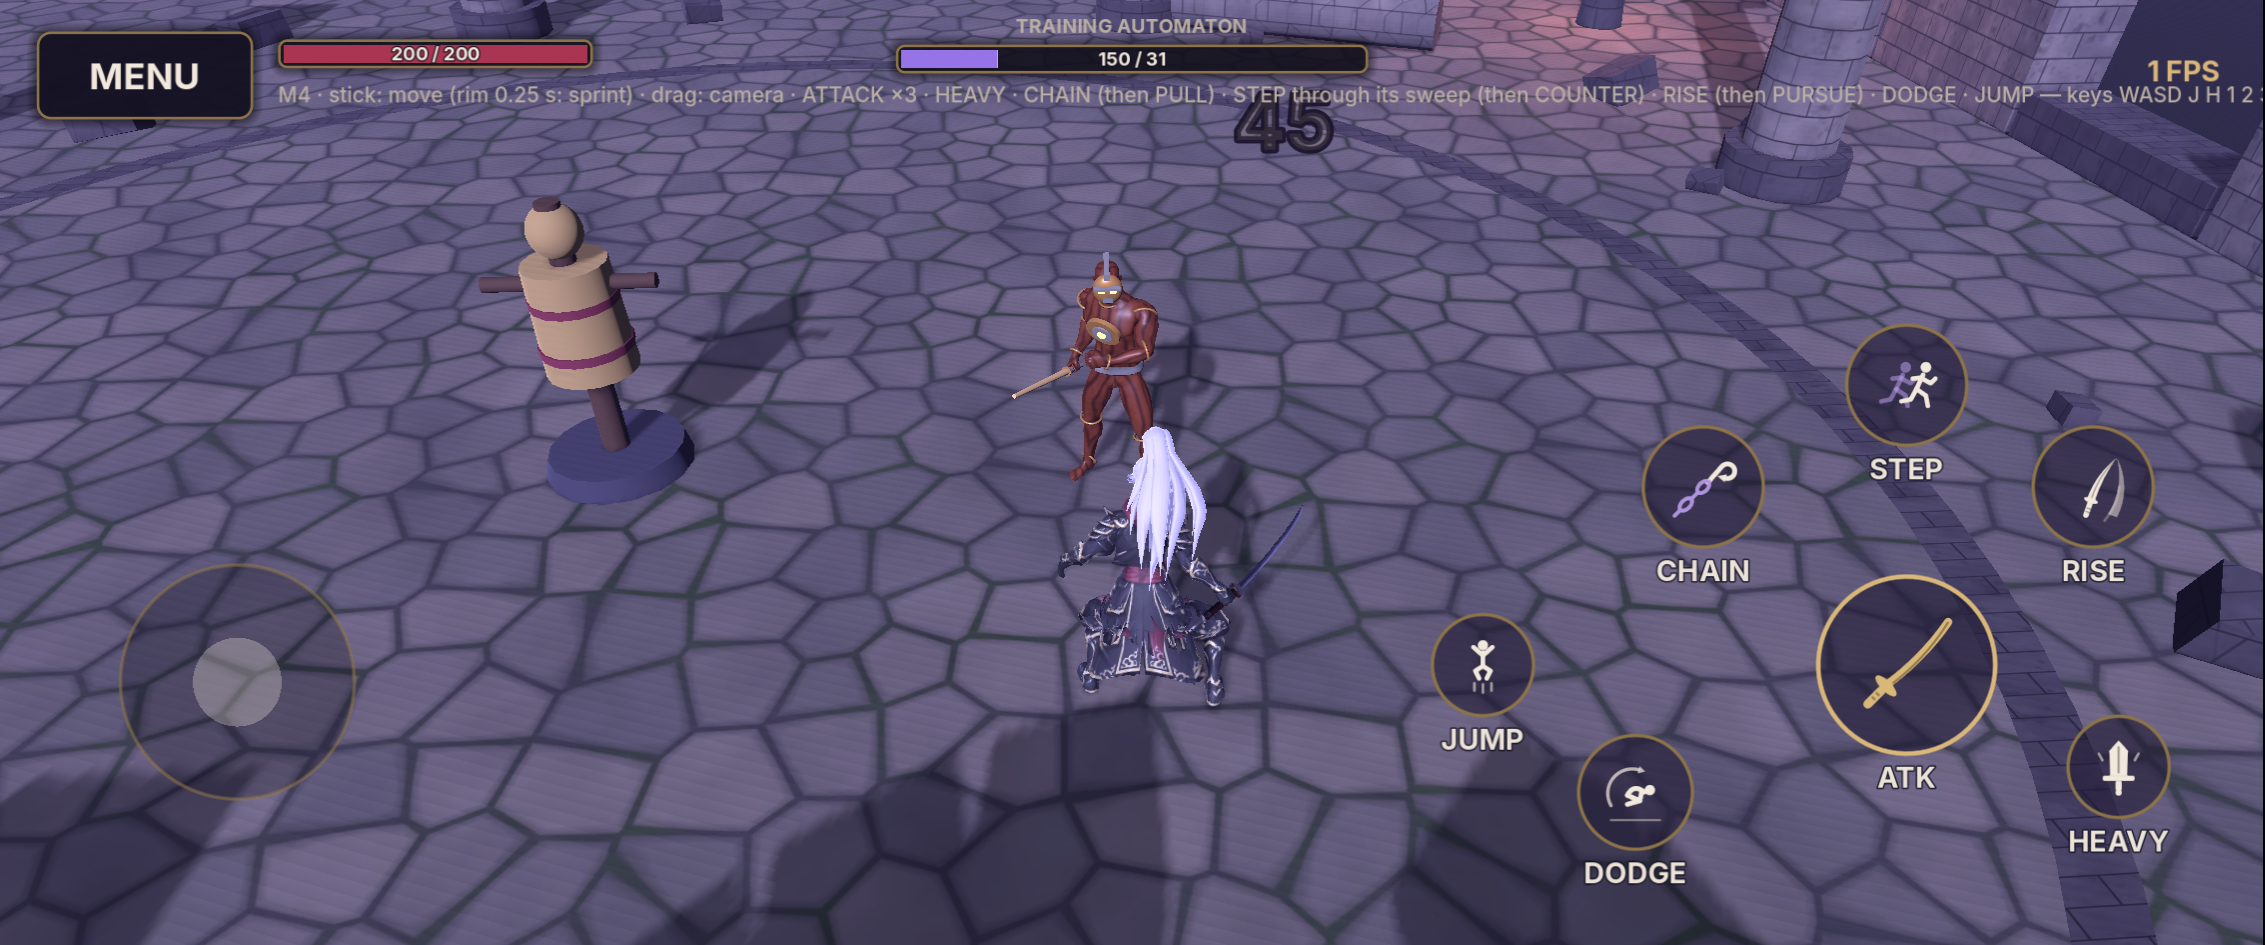 TRAINING AUTOMATON
MENU
200 / 200
150 / 31
1 FPS
M4 · stick: move (rim 0.25 s: sprint) · drag: camera · ATTACK ×3 · HEAVY · CHAIN (then PULL) · STEP through its sweep (then COUNTER) · RISE (then PURSUE) · DODGE · JUMP — keys WASD J H 1 2
45
STEP
CHAIN
RISE
JUMP
ATK
DODGE
HEAVY